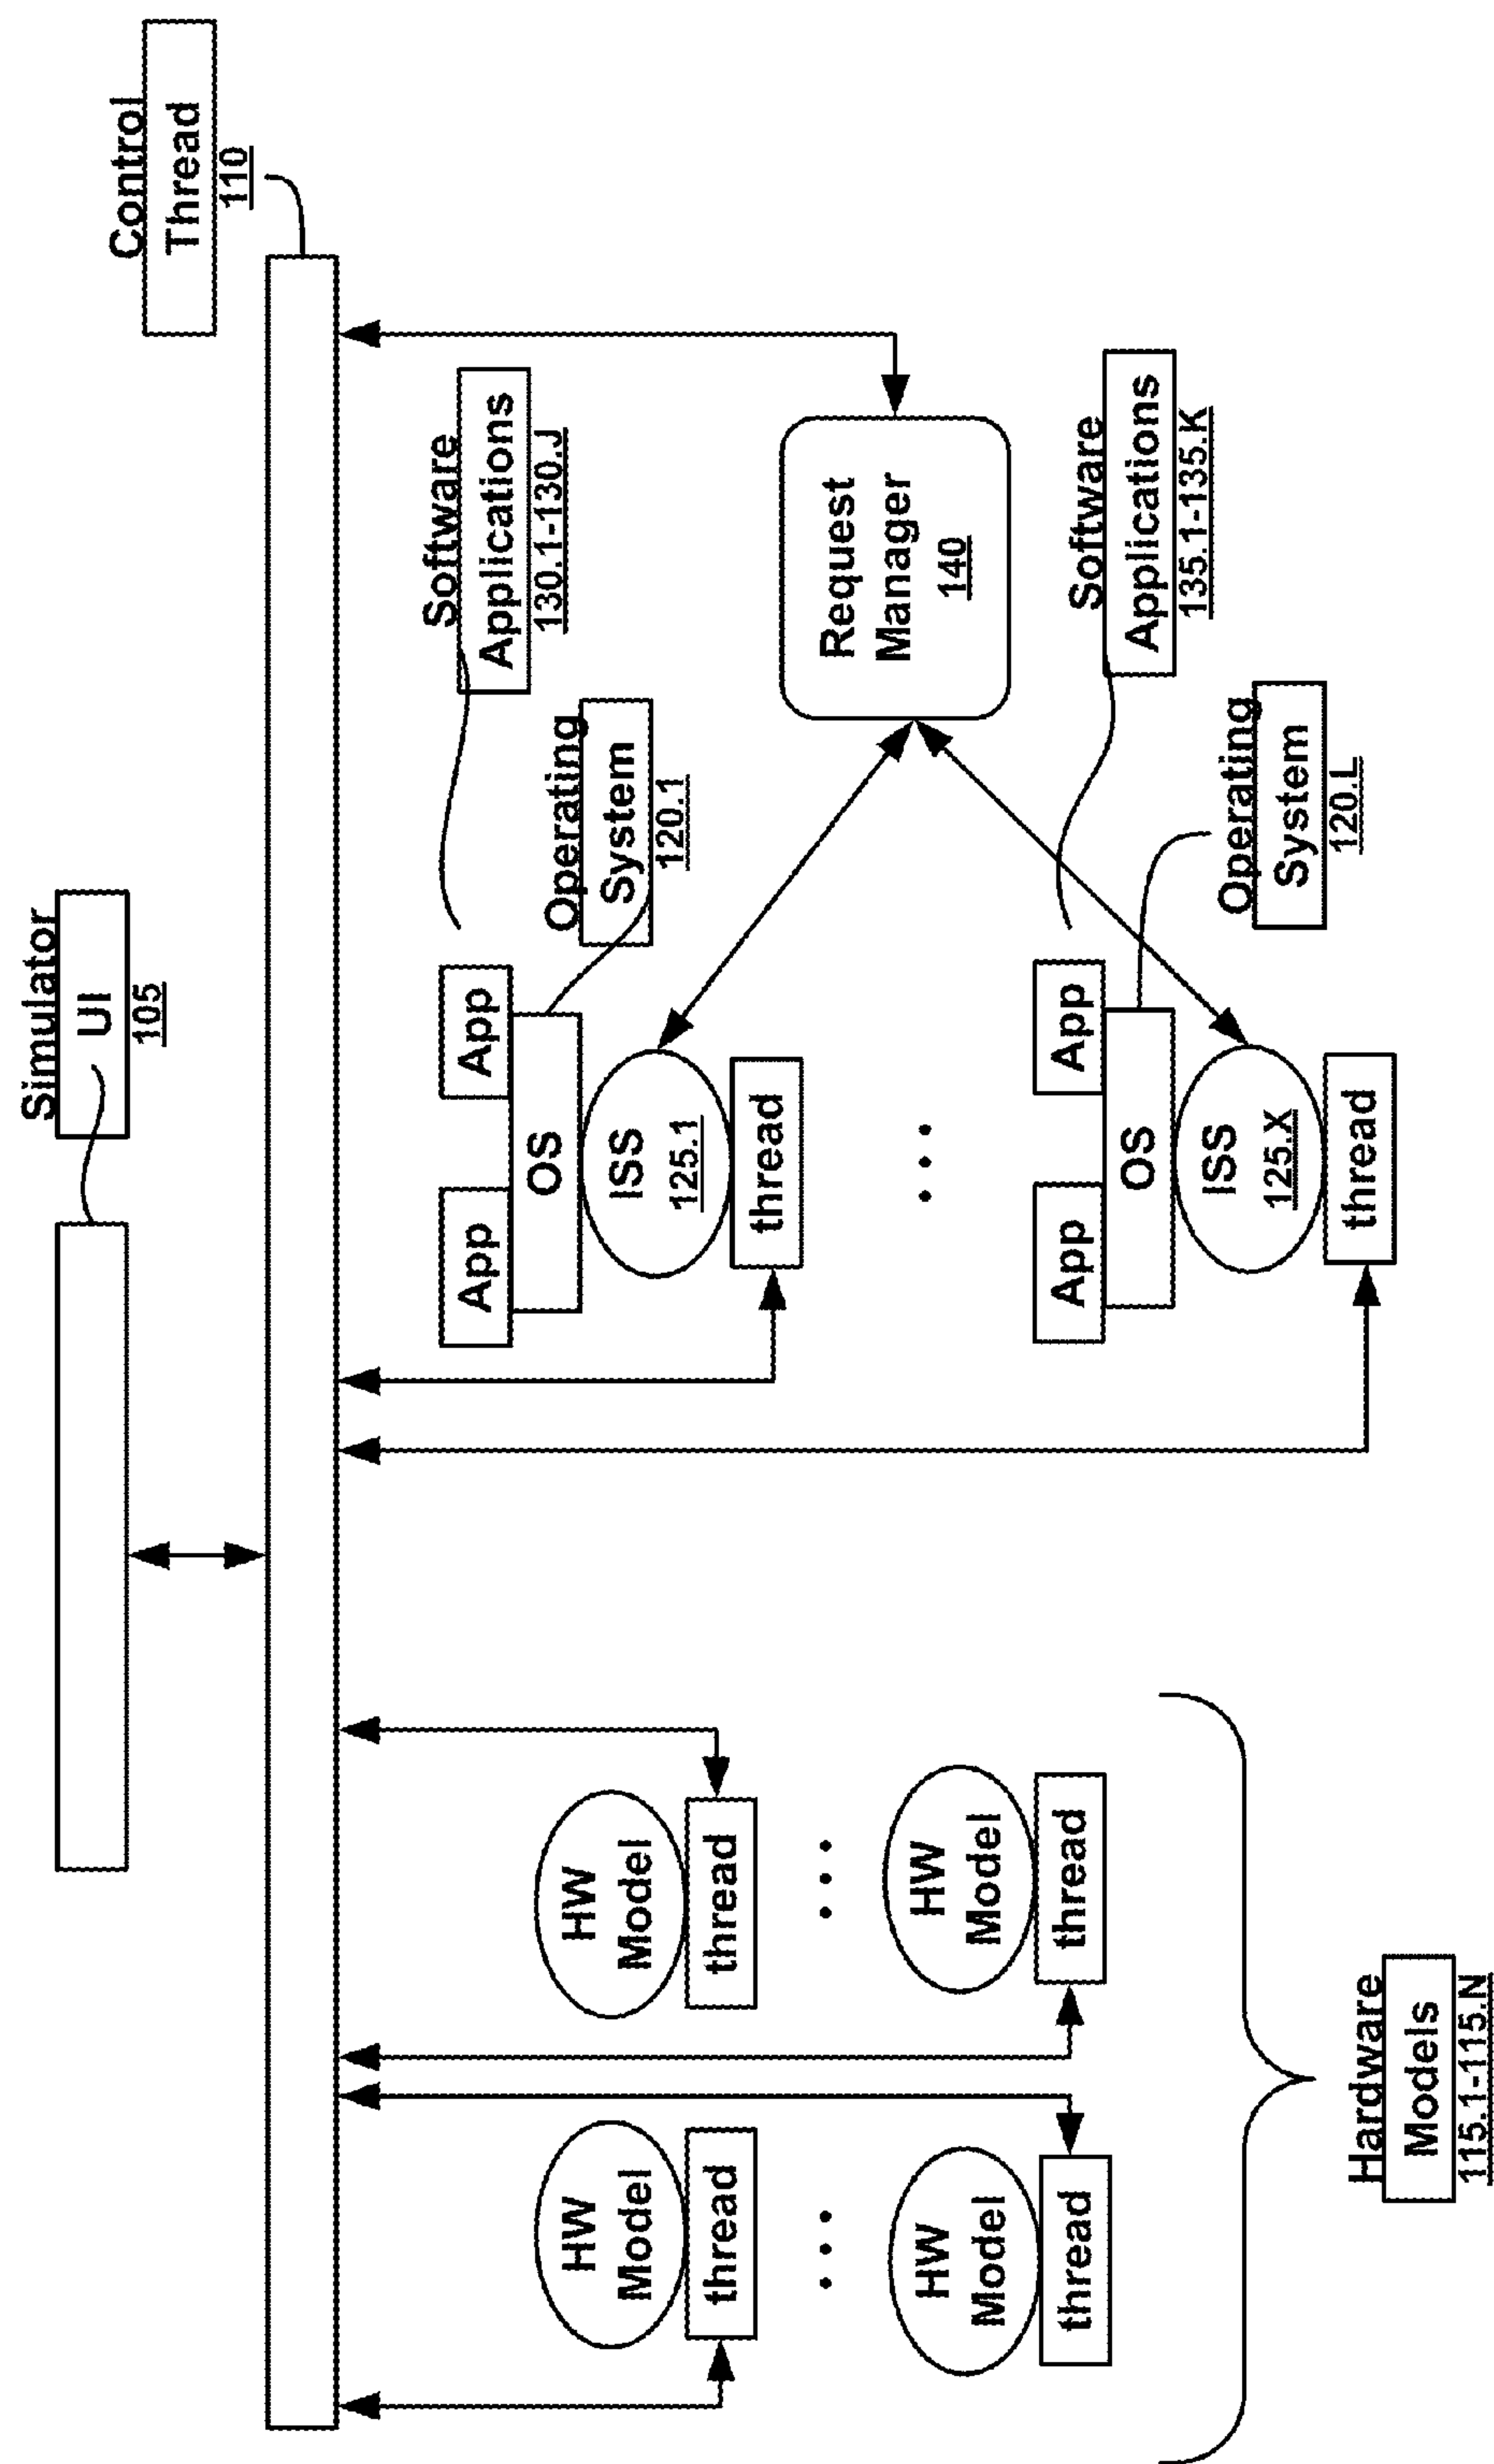 Simulator
UI
105
Control
Thread
110
HW
Model
thread
HW
Model
thread
App
App
OS
ISS
125.1
thread
Software
Applications
130.1-130.J
Operating
System
120.1
...
...
...
Request
Manager
140
HW
Model
thread
HW
Model
thread
App
App
OS
ISS
125.X
thread
Software
Applications
135.1-135.K
Operating
System
120.L
Hardware
Models
115.1-115.N